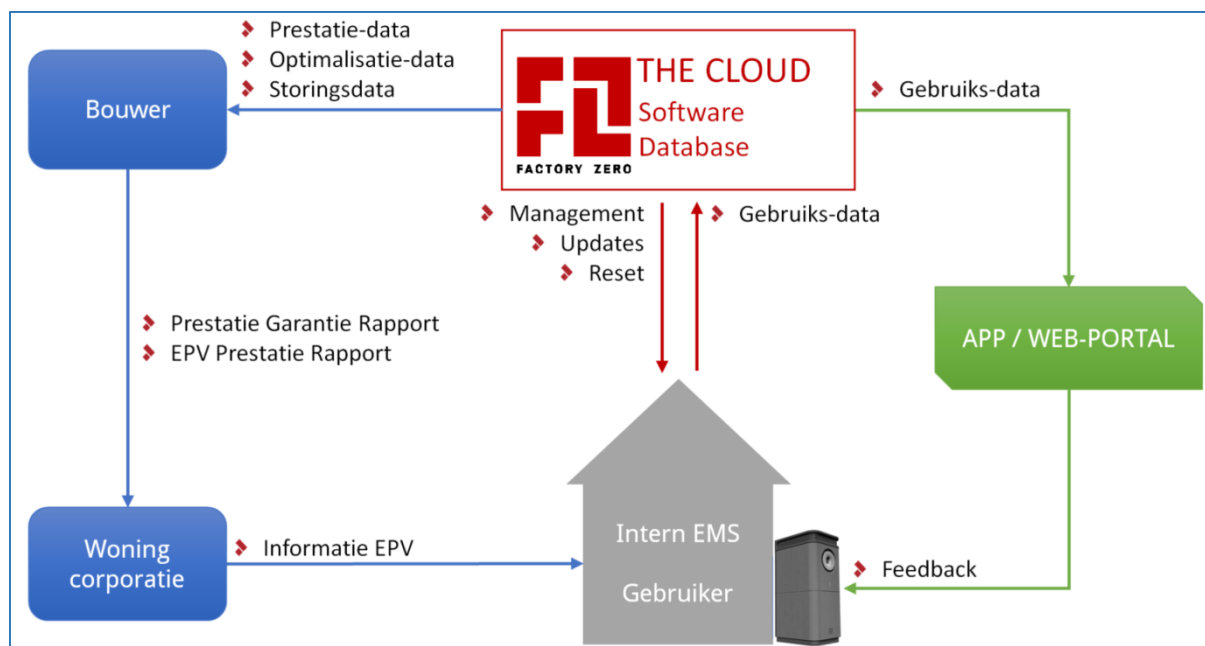 Prestatie-data
Optimalisatie-data
Storingsdata
Bouwer
THE CLOUD
Software
Database
FACTORY ZERO
Gebruiks-data
Management
Updates
Reset
Gebruiks-data
Prestatie Garantie Rapport
EPV Prestatie Rapport
APP / WEB-PORTAL
Woning
corporatie
Informatie EPV
Intern EMS
Gebruiker
Feedback